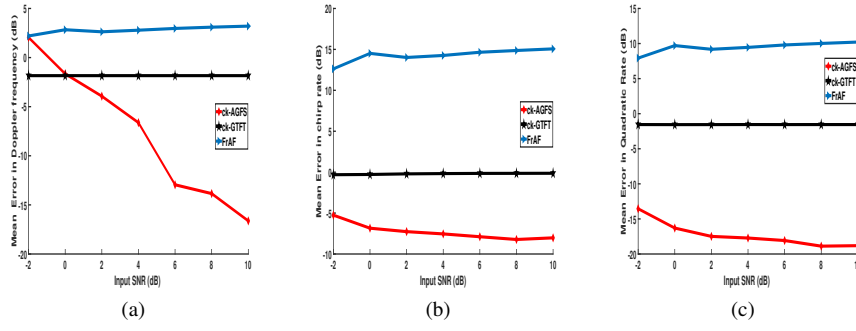 Mean Error in Doppler frequency (dB)
5
0
-5
-10
-15
-20
-2 0 2 4 6 8 10
Input SNR (dB)
ck-AGFS
ck-GTFT
FrAF
(a)
Mean Error in chirp rate (dB)
20
15
10
5
0
-5
-10
-2 0 2 4 6 8 10
Input SNR (dB)
ck-AGFS
ck-GTFT
FrAF
(b)
Mean Error in Quadratic Rate (dB)
15
10
5
0
-5
-10
-15
-20
-2 0 2 4 6 8 10
Input SNR (dB)
ck-AGFS
ck-GTFT
FrAF
(c)